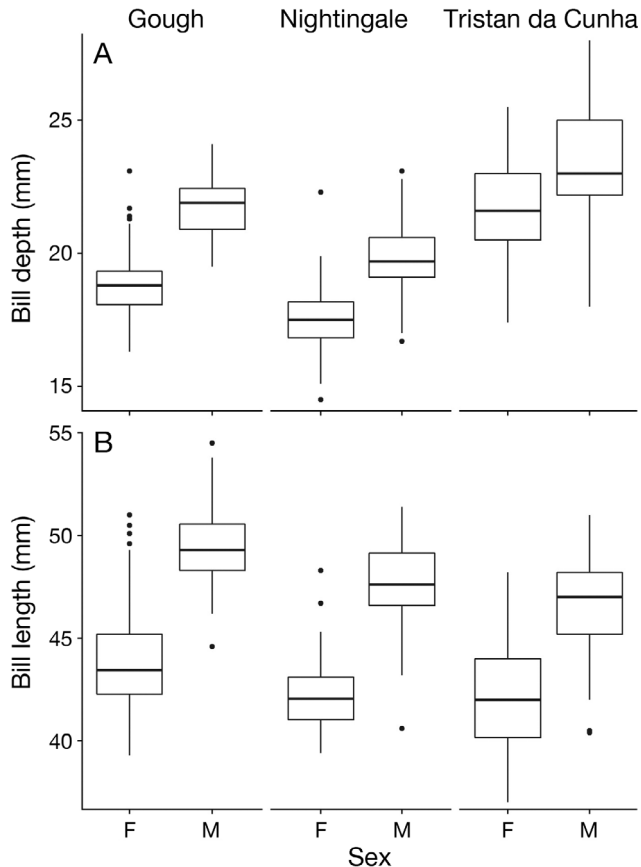 Gough Nightingale Tristan da Cunha
A
25
20
15
Bill depth (mm)
B
55
50
45
40
Bill length (mm)
F M F M F M
Sex